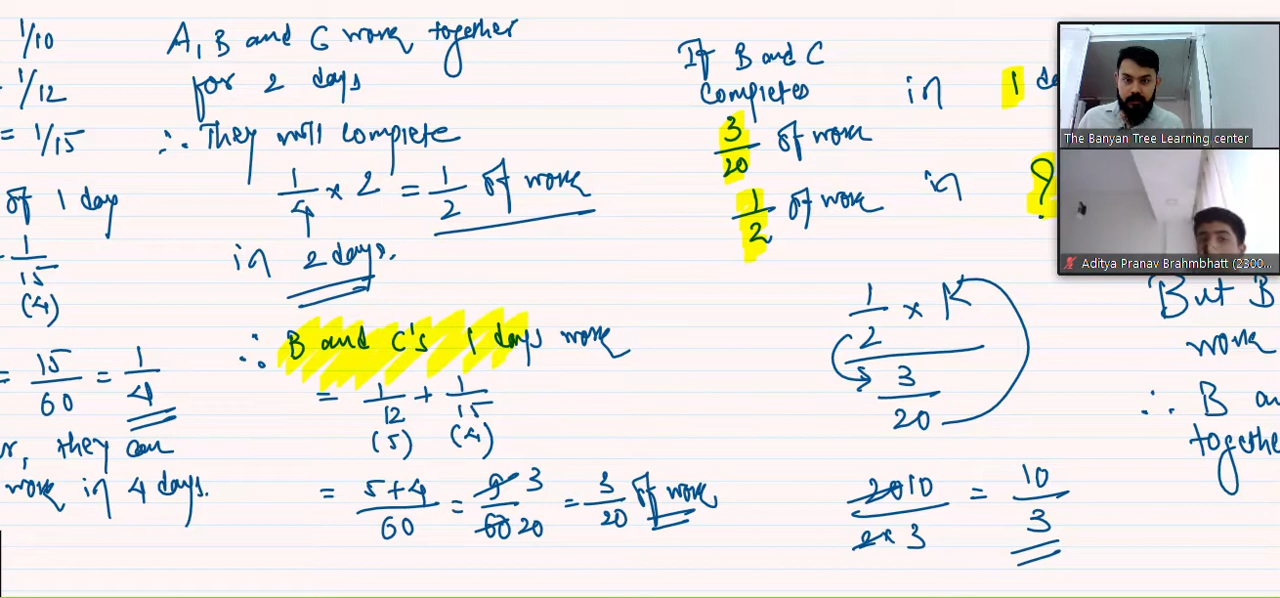 1/10
- 1/12
= 1/15
of 1 day
1/15
(4)
= 15/60 = 1/4
they can
work in 4 days.
A, B and C work together
for 2 days
∴ They will complete
1/4 × 2 = 1/2 of work
in 2 days.
∴ B and C's 1 days work
= 1/12 + 1/15
(5) (4)
= 5+4/60 = 9/60 3/20 = 3/20 of work
If B and C
completes in 1 da
3/20 of work
1/2 of work in ?
1/2 × 1
3/20
20 10 / 2 × 3 = 10/3
But B
work
∴ B an
togethe
The Banyan Tree Learning center
Aditya Pranav Brahmbhatt (2300...